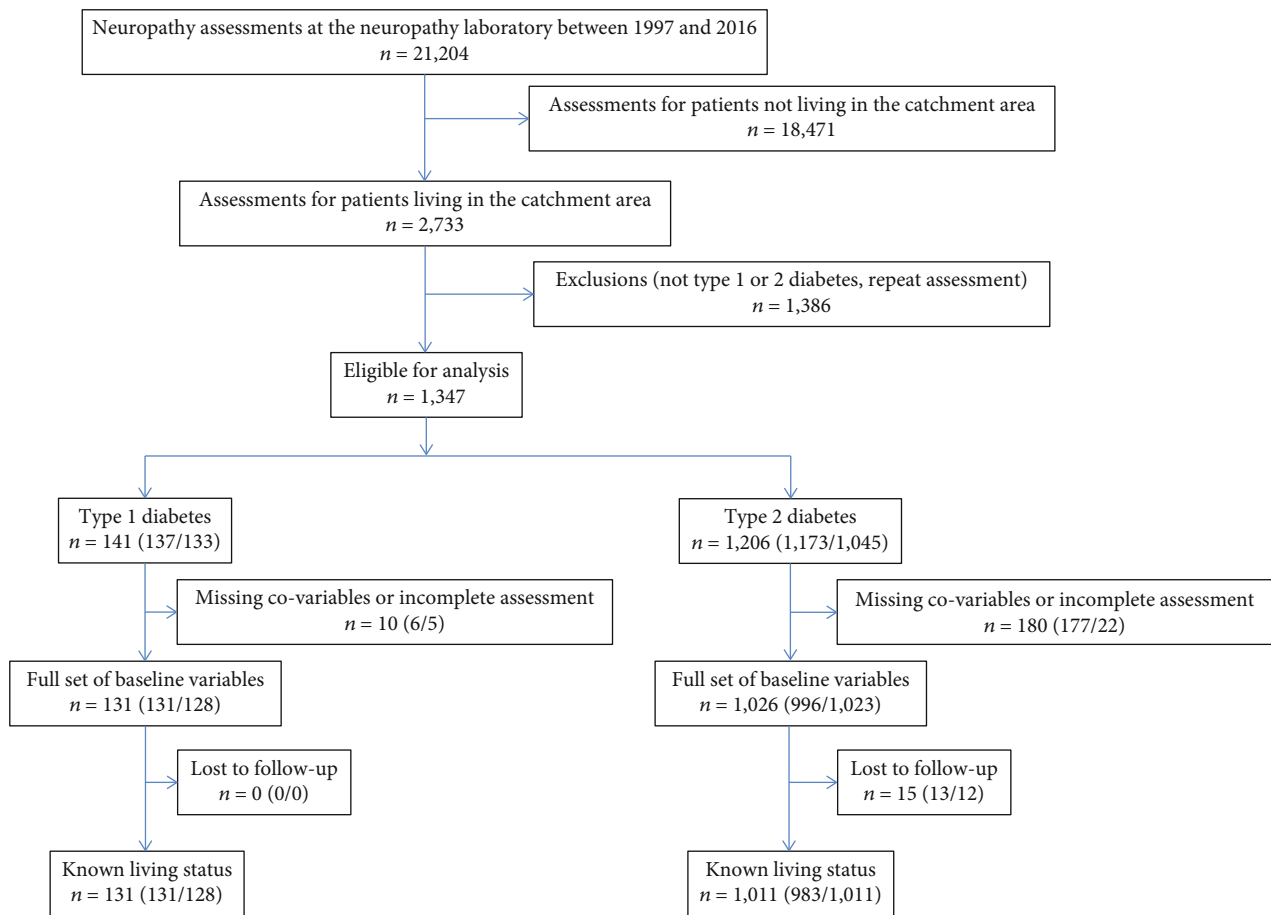 Neuropathy assessments at the neuropathy laboratory between 1997 and 2016
n = 21,204
Assessments for patients not living in the catchment area
n = 18,471
Assessments for patients living in the catchment area
n = 2,733
Exclusions (not type 1 or 2 diabetes, repeat assessment)
n = 1,386
Eligible for analysis
n = 1,347
Type 1 diabetes
n = 141 (137/133)
Missing co-variables or incomplete assessment
n = 10 (6/5)
Full set of baseline variables
n = 131 (131/128)
Lost to follow-up
n = 0 (0/0)
Known living status
n = 131 (131/128)
Type 2 diabetes
n = 1,206 (1,173/1,045)
Missing co-variables or incomplete assessment
n = 180 (177/22)
Full set of baseline variables
n = 1,026 (996/1,023)
Lost to follow-up
n = 15 (13/12)
Known living status
n = 1,011 (983/1,011)